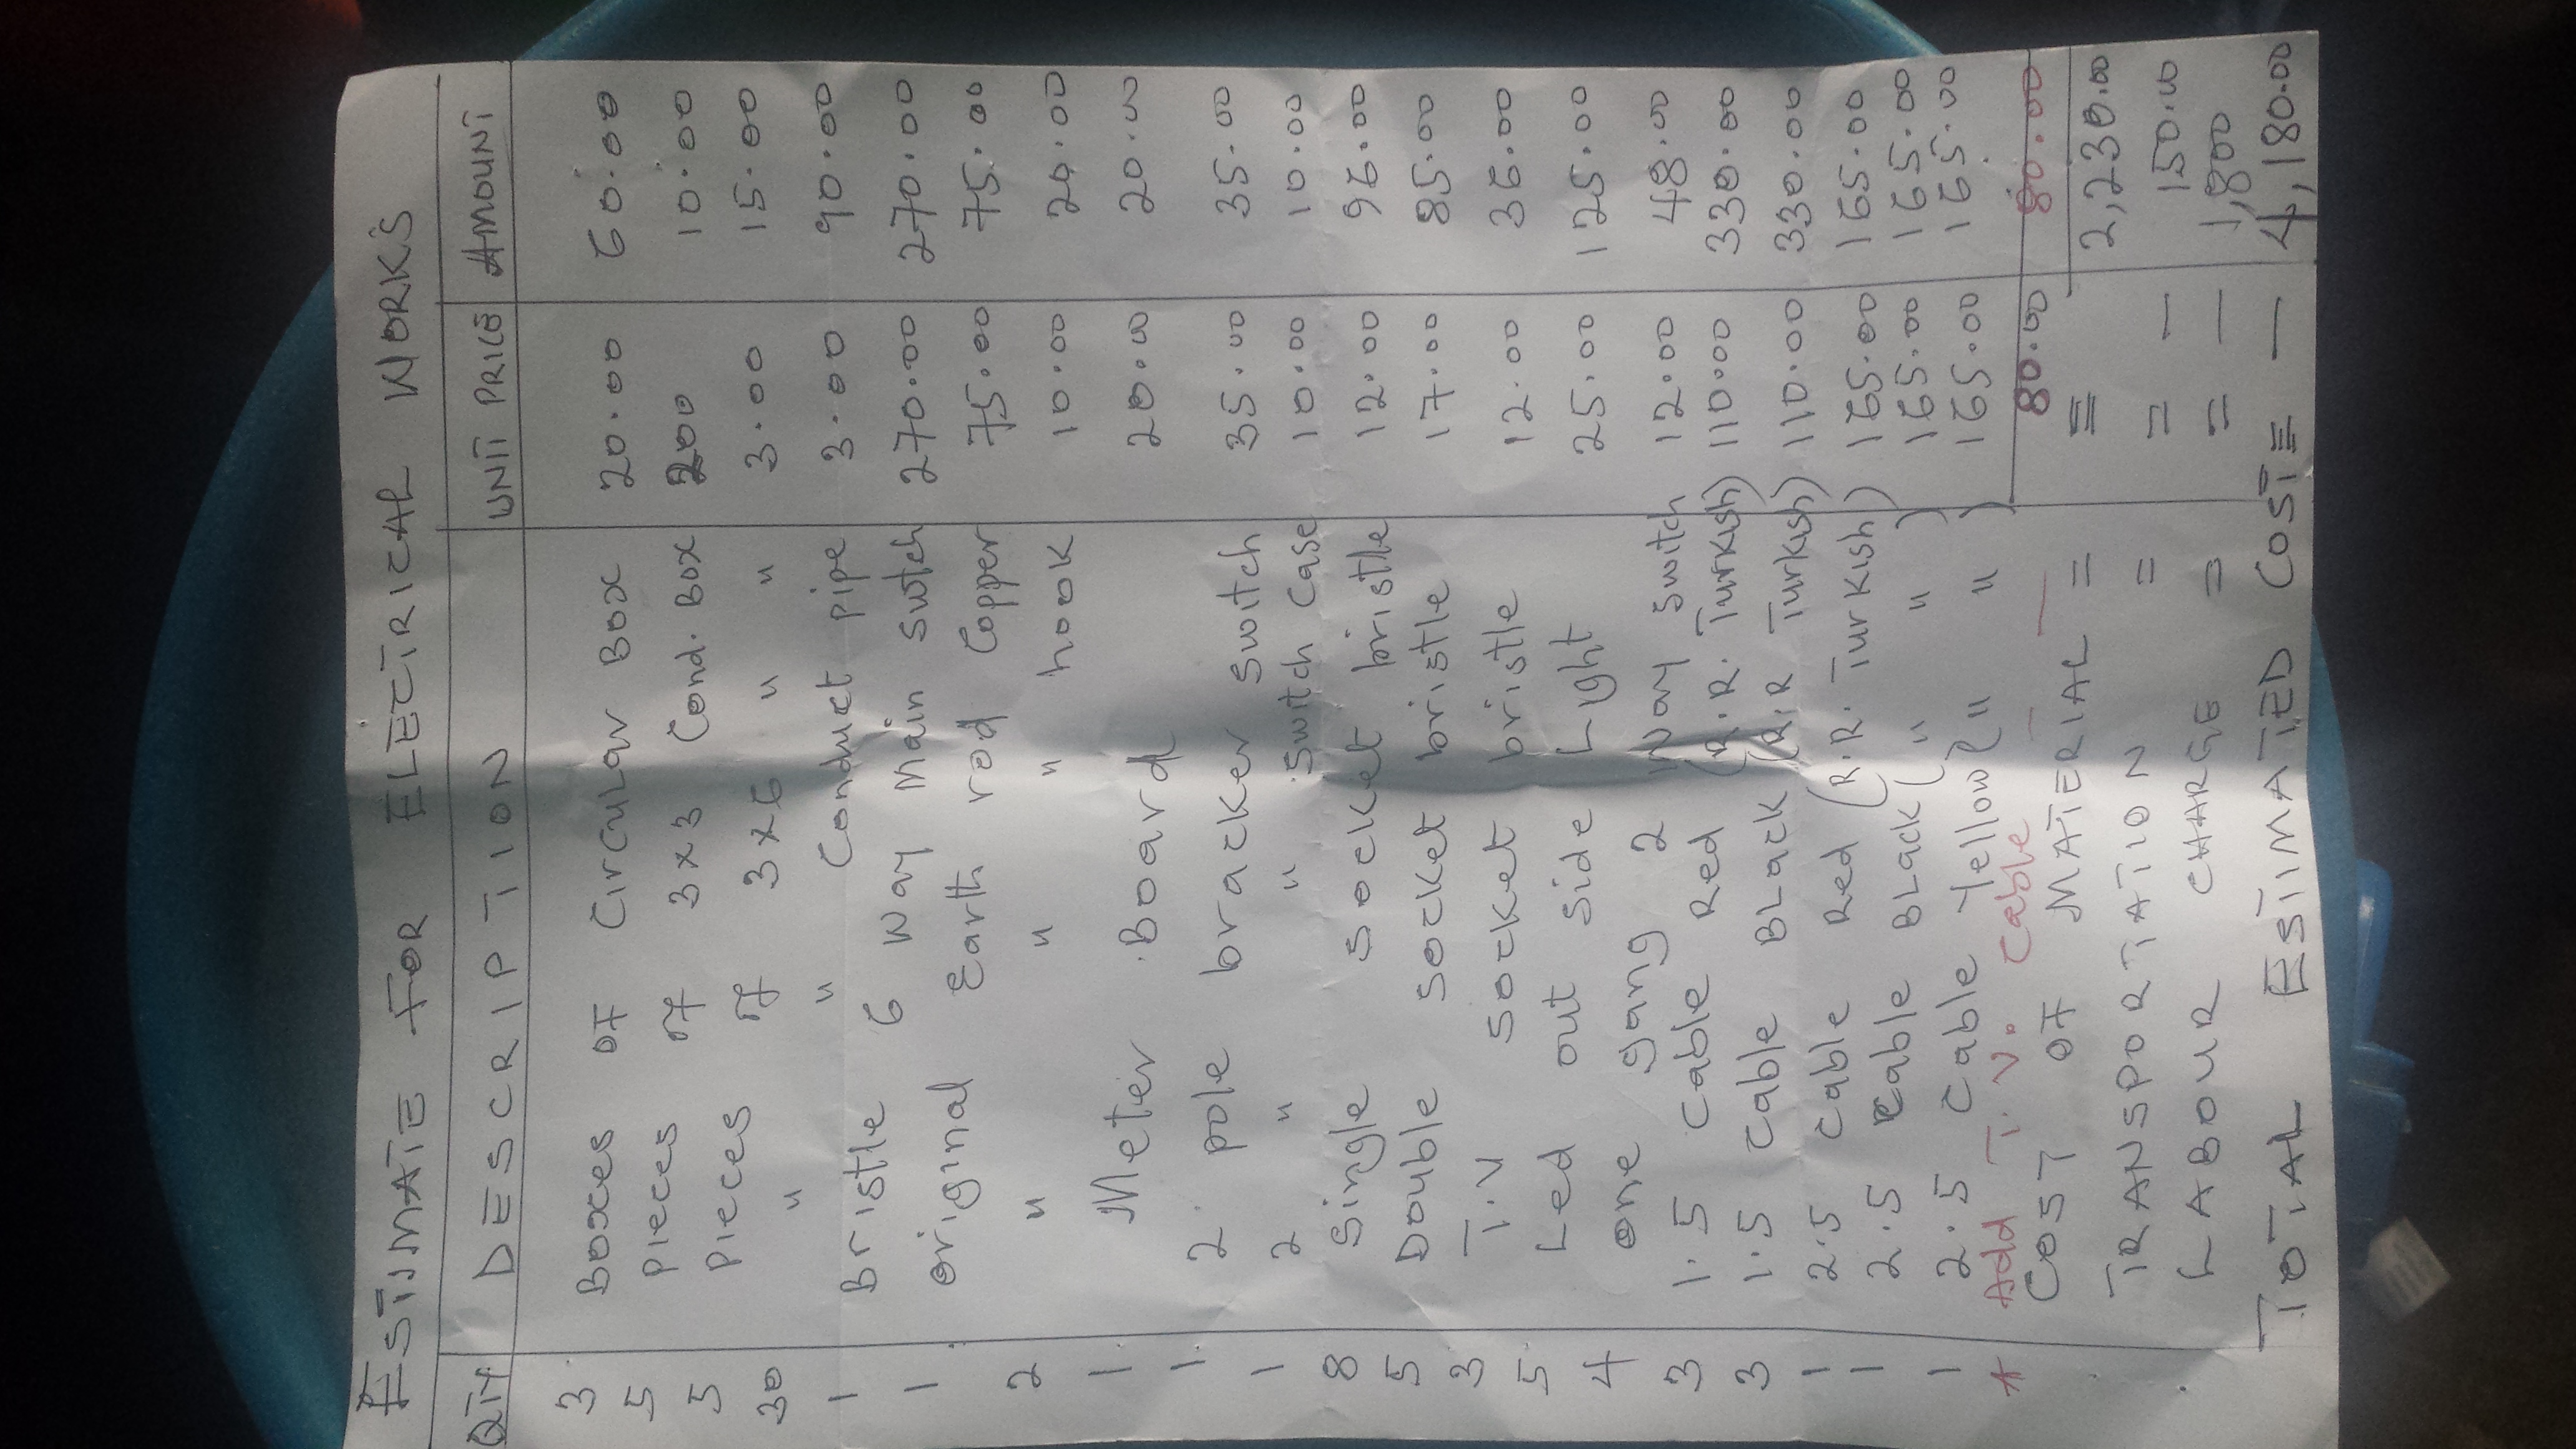 ESTIMATE FOR ELECTRICAL WORKS
QTY DESCRIPTION UNIT PRICE AMOUNT
3 Boxes of Circular Box 20.00 60.00
5 Pieces of 3x3 Cond. Box 200 10.00
5 Pieces of 3x6 " " 3.00 15.00
30 " " Conduct pipe 3.00 90.00
1 Bristle 6 Way Main Swtch 270.00 270.00
1 original Earth rod Copper 75.00 75.00
2 " " " hook 10.00 20.00
1 Meter Board 20.00 20.00
1 2 pole bracker switch 35.00 35.00
1 2 " " switch case 10.00 10.00
8 Single socket bristle 12.00 96.00
5 Double socket bristle 17.00 85.00
3 T.V socket bristle 12.00 36.00
5 Led out side Light 25.00 125.00
4 one gang 2 way switch 12.00 48.00
3 1.5 Cable Red (R.R. Turkish) 110.00 330.00
3 1.5 Cable BLack (R.R Turkish) 110.00 330.00
1 2.5 Cable Red (R.R. Turkish) 165.00 165.00
1 2.5 Cable BLack (" ") 165.00 165.00
1 2.5 Cable Yellow (" ") 165.00 165.00
* Add T.V. Cable — — 80.00 80.00
COST OF MATERIAL = = — 2,230.00
TRANSPORTATION = = — 150.00
LABOUR CHARGE = = — 1,800
TOTAL ESTIMATED COST = — 4,180.00